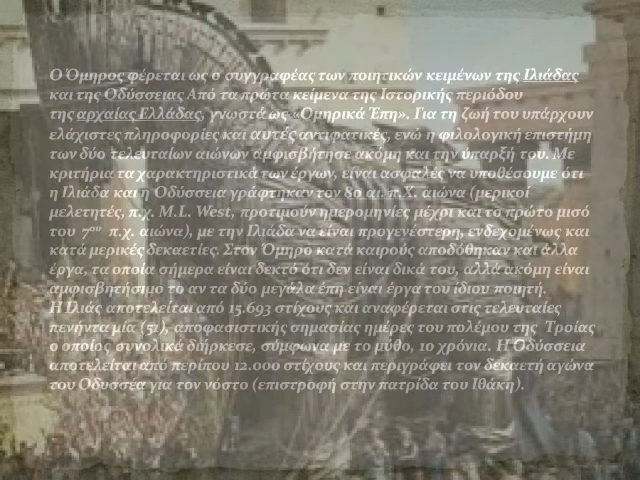 Ο Όμηρος φέρεται ως ο συγγραφέας των ποιητικών κειμένων της Ιλιάδας
και της Οδύσσειας Από τα πρώτα κείμενα της Ιστορικής περιόδου
της αρχαίας Ελλάδας, γνωστά ως «Ομηρικά Έπη». Για τη ζωή του υπάρχουν
ελάχιστες πληροφορίες και αυτές αντιφατικές, ενώ η φιλολογική επιστήμη
των δύο τελευταίων αιώνων αμφισβήτησε ακόμη και την ύπαρξή του. Με
κριτήρια τα χαρακτηριστικά των έργων, είναι ασφαλές να υποθέσουμε ότι
η Ιλιάδα και η Οδύσσεια γράφτηκαν τον 8ο αι. π.Χ. αιώνα (μερικοί
μελετητές, π.χ. M.L. West, προτιμούν ημερομηνίες μέχρι και το πρώτο μισό
του 7ου π.χ. αιώνα), με την Ιλιάδα να είναι προγενέστερη, ενδεχομένως και
κατά μερικές δεκαετίες. Στον Όμηρο κατά καιρούς αποδόθηκαν και άλλα
έργα, τα οποία σήμερα είναι δεκτό ότι δεν είναι δικά του, αλλά ακόμη είναι
αμφισβητήσιμο το αν τα δύο μεγάλα έπη είναι έργα του ίδιου ποιητή.
Η Ιλιάς αποτελείται από 15.693 στίχους και αναφέρεται στις τελευταίες
πενήντα μία (51), αποφασιστικής σημασίας ημέρες του πολέμου της Τροίας
ο οποίος συνολικά διήρκεσε, σύμφωνα με το μύθο, 10 χρόνια. Η Οδύσσεια
αποτελείται από περίπου 12.000 στίχους και περιγράφει τον δεκαετή αγώνα
του Οδυσσέα για τον νόστο (επιστροφή στην πατρίδα του Ιθάκη).